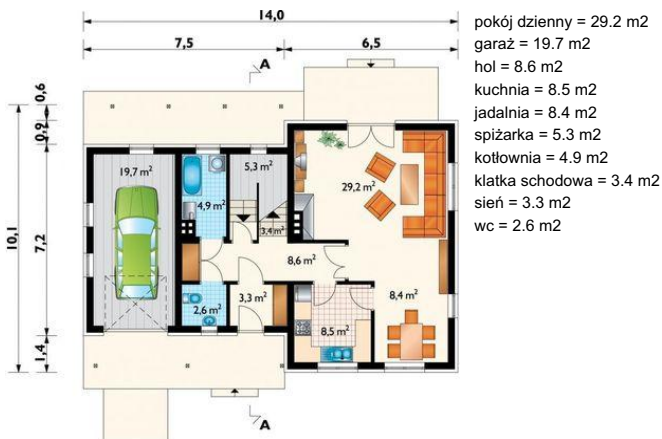 14,0
7,5
6,5
A
0,6
0,9
7,2
10,1
1,4
19,7 m²
4,9 m²
5,3 m²
3,4 m²
29,2 m²
8,6 m²
2,6 m²
3,3 m²
8,5 m²
8,4 m²
A
pokój dzienny = 29.2 m2
garaż = 19.7 m2
hol = 8.6 m2
kuchnia = 8.5 m2
jadalnia = 8.4 m2
spiżarka = 5.3 m2
kotłownia = 4.9 m2
klatka schodowa = 3.4 m2
sień = 3.3 m2
wc = 2.6 m2